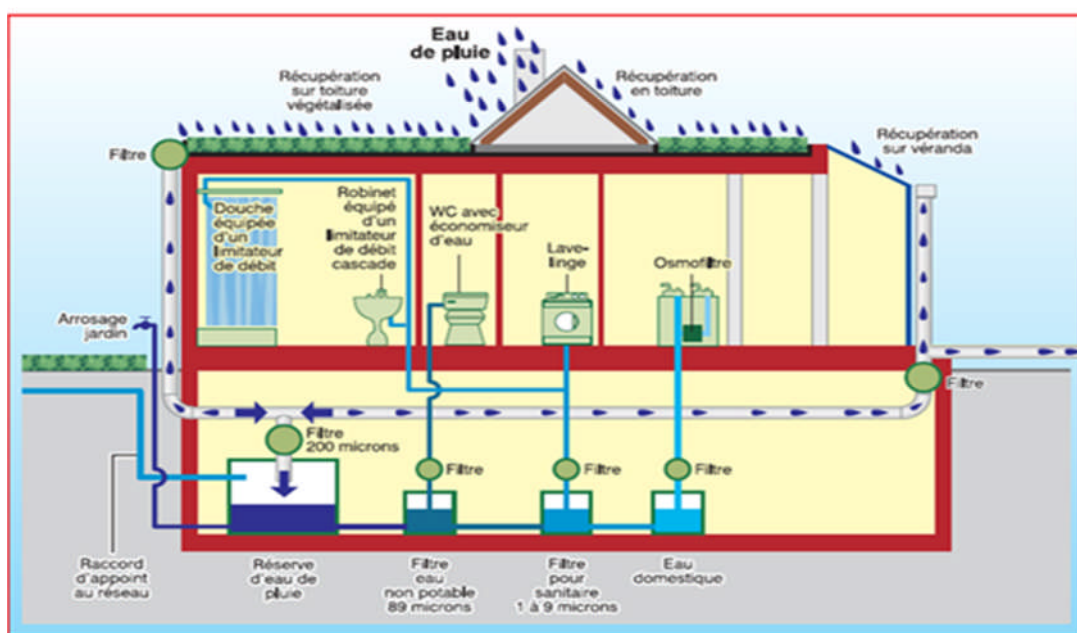 Eau
de pluie
Récupération
sur toiture
végétalisée
Récupération
en toiture
Récupération
sur véranda
Filtre
Douche
équipée
d'un
limitateur
de débit
Robinet
équipé
d'un
limitateur
de débit
cascade
WC avec
économiseur
d'eau
Lave-
linge
Osmofiltre
Arrosage
jardin
Filtre
Filtre
200 microns
Filtre
Filtre
Filtre
Raccord
d'appoint
au réseau
Réserve
d'eau de
pluie
Filtre
eau
non potable
89 microns
Filtre
pour
sanitaire
1 à 9 microns
Eau
domestique